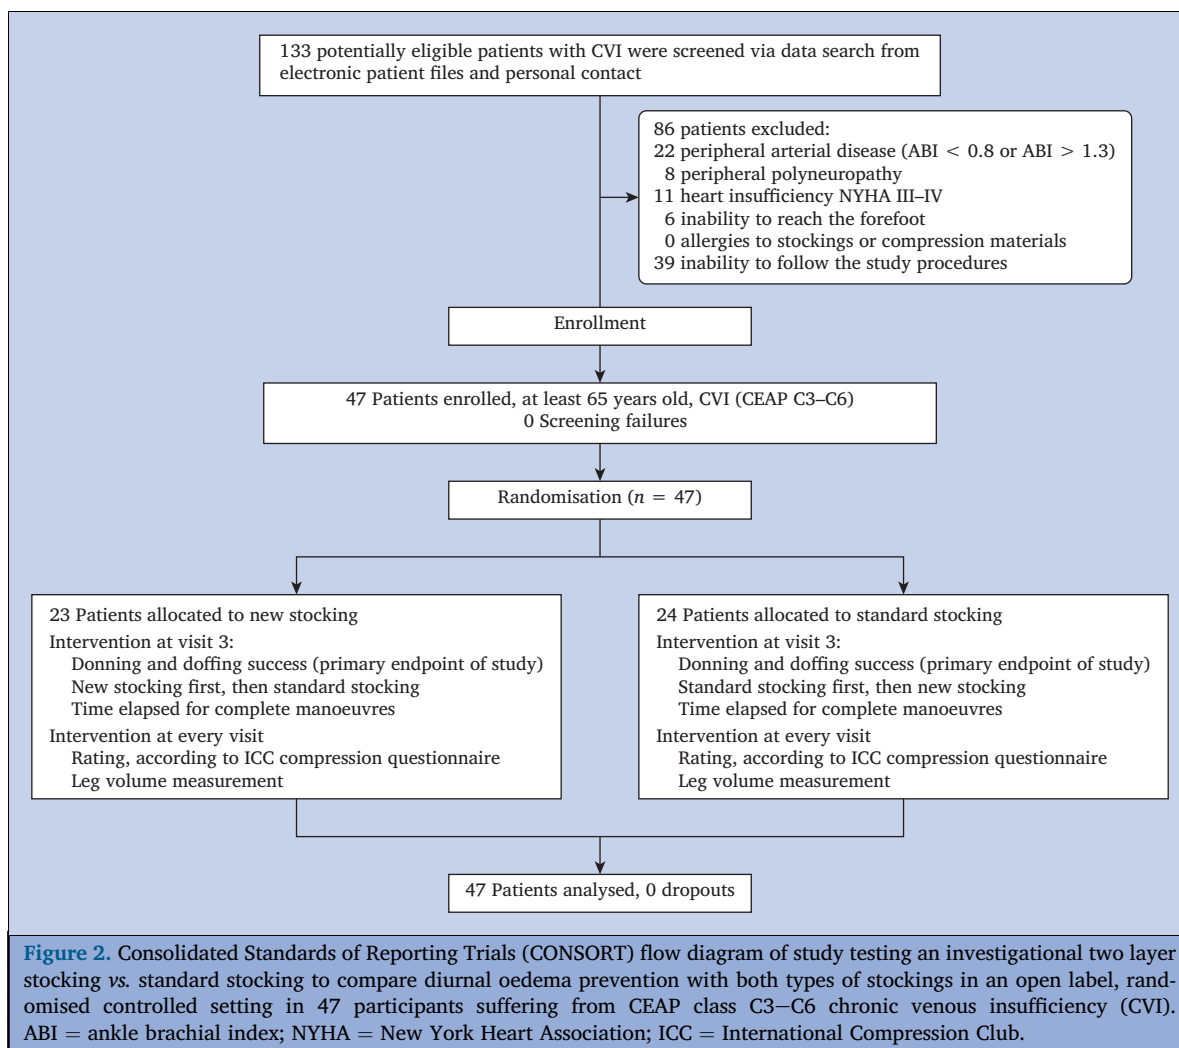 133 potentially eligible patients with CVI were screened via data search from
electronic patient files and personal contact
86 patients excluded:
22 peripheral arterial disease (ABI < 0.8 or ABI > 1.3)
8 peripheral polyneuropathy
11 heart insufficiency NYHA III–IV
6 inability to reach the forefoot
0 allergies to stockings or compression materials
39 inability to follow the study procedures
Enrollment
47 Patients enrolled, at least 65 years old, CVI (CEAP C3–C6)
0 Screening failures
Randomisation (n = 47)
23 Patients allocated to new stocking
Intervention at visit 3:
Donning and doffing success (primary endpoint of study)
New stocking first, then standard stocking
Time elapsed for complete manoeuvres
Intervention at every visit
Rating, according to ICC compression questionnaire
Leg volume measurement
24 Patients allocated to standard stocking
Intervention at visit 3:
Donning and doffing success (primary endpoint of study)
Standard stocking first, then new stocking
Time elapsed for complete manoeuvres
Intervention at every visit
Rating, according to ICC compression questionnaire
Leg volume measurement
47 Patients analysed, 0 dropouts
Figure 2. Consolidated Standards of Reporting Trials (CONSORT) flow diagram of study testing an investigational two layer
stocking vs. standard stocking to compare diurnal oedema prevention with both types of stockings in an open label, rand-
omised controlled setting in 47 participants suffering from CEAP class C3–C6 chronic venous insufficiency (CVI).
ABI = ankle brachial index; NYHA = New York Heart Association; ICC = International Compression Club.